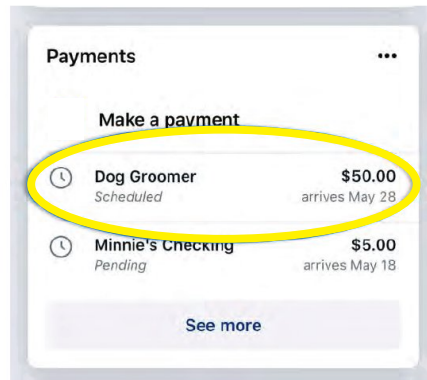 Payments
Make a payment
Dog Groomer $50.00
Scheduled arrives May 28
Minnie's Checking $5.00
Pending arrives May 18
See more